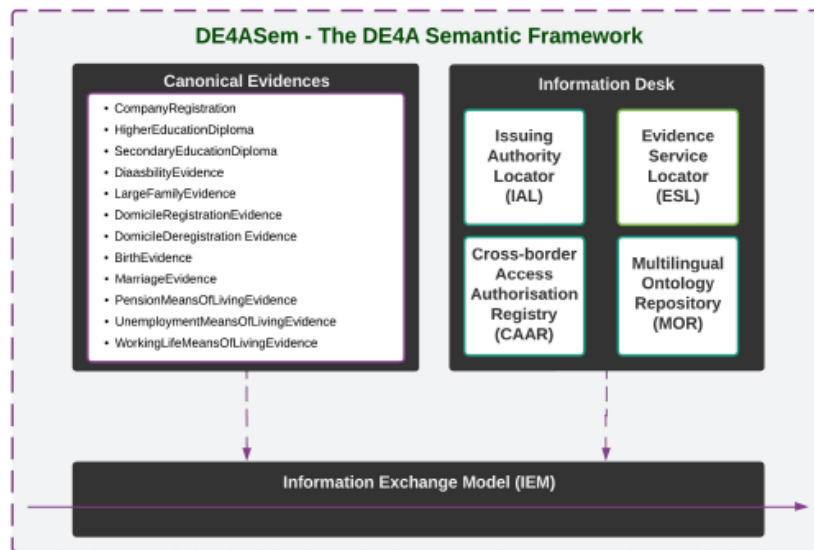 DE4ASem - The DE4A Semantic Framework
Canonical Evidences
• CompanyRegistration
• HigherEducationDiploma
• SecondaryEducationDiploma
• DiaasbilityEvidence
• LargeFamilyEvidence
• DomicileRegistrationEvidence
• DomicileDeregistration Evidence
• BirthEvidence
• MarriageEvidence
• PensionMeansOfLivingEvidence
• UnemploymentMeansOfLivingEvidence
• WorkingLifeMeansOfLivingEvidence
Information Desk
Issuing
Authority
Locator
(IAL)
Evidence
Service
Locator
(ESL)
Cross-border
Access
Authorisation
Registry
(CAAR)
Multilingual
Ontology
Repository
(MOR)
Information Exchange Model (IEM)